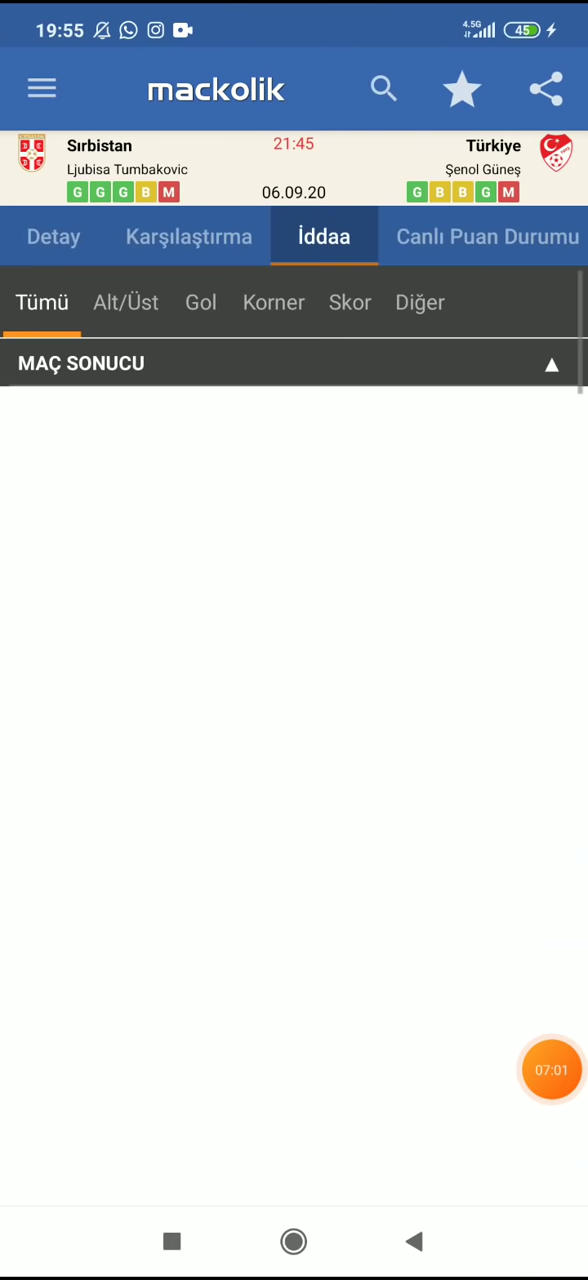 19:55 4.5G 45
mackolik
Sırbistan 21:45 Türkiye
Ljubisa Tumbakovic Şenol Güneş
G G G B M 06.09.20 G B B G M
Detay Karşılaştırma İddaa Canlı Puan Durumu
Tümü Alt/Üst Gol Korner Skor Diğer
MAÇ SONUCU ▲
07:01